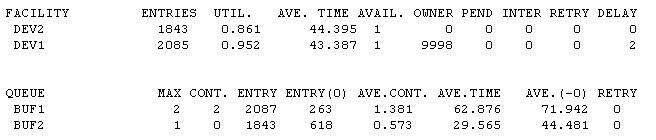 FACILITY ENTRIES UTIL. AVE. TIME AVAIL. OWNER PEND INTER RETRY DELAY
DEV2 1843 0.861 44.395 1 0 0 0 0 0
DEV1 2085 0.952 43.387 1 9998 0 0 0 2
QUEUE MAX CONT. ENTRY ENTRY(0) AVE.CONT. AVE.TIME AVE.(-0) RETRY
BUF1 2 2 2087 263 1.381 62.876 71.942 0
BUF2 1 0 1843 618 0.573 29.565 44.481 0